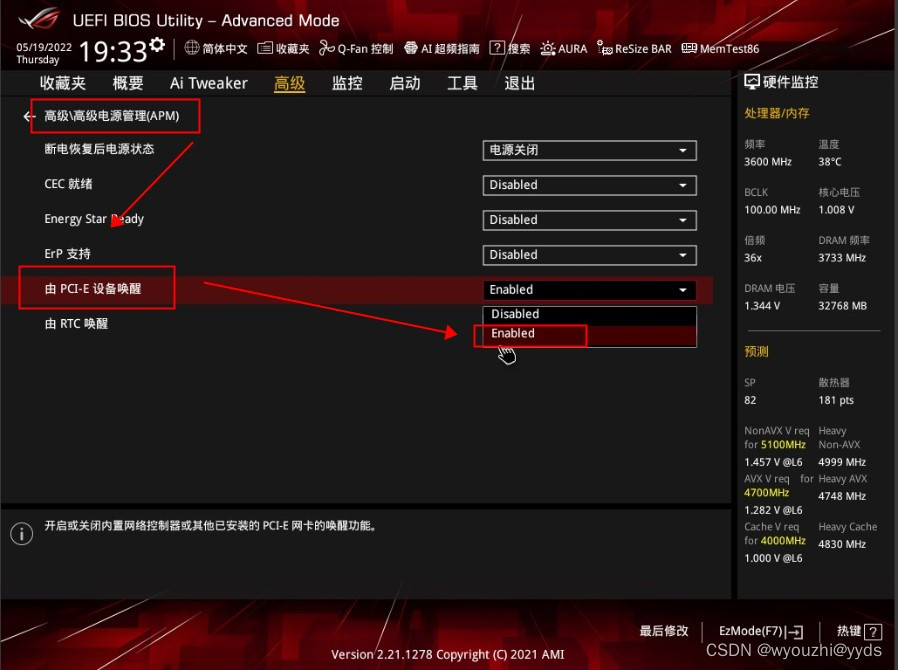 UEFI BIOS Utility – Advanced Mode
05/19/2022
Thursday
19:33
简体中文 收藏夹 Q-Fan 控制 AI 超频指南 ? 搜索 AURA ReSize BAR MemTest86
收藏夹 概要 Ai Tweaker 高级 监控 启动 工具 退出
硬件监控
← 高级\高级电源管理(APM)
断电恢复后电源状态 电源关闭
CEC 就绪 Disabled
Energy Star Ready Disabled
ErP 支持 Disabled
由 PCI-E 设备唤醒 Enabled
Disabled
由 RTC 唤醒
Enabled
处理器/内存
频率 温度
3600 MHz 38°C
BCLK 核心电压
100.00 MHz 1.008 V
倍频 DRAM 频率
36x 3733 MHz
DRAM 电压 容量
1.344 V 32768 MB
预测
SP 散热器
82 181 pts
NonAVX V req Heavy
for 5100MHz Non-AVX
1.457 V @L6 4999 MHz
AVX V req for Heavy AVX
4700MHz 4748 MHz
1.282 V @L6
Cache V req Heavy Cache
for 4000MHz 4830 MHz
1.000 V @L6
i 开启或关闭内置网络控制器或其他已安装的 PCI-E 网卡的唤醒功能。
最后修改 EzMode(F7) 热键 ?
Version 2.21.1278 Copyright (C) 2021 AMI
CSDN @wyouzhi@yyds